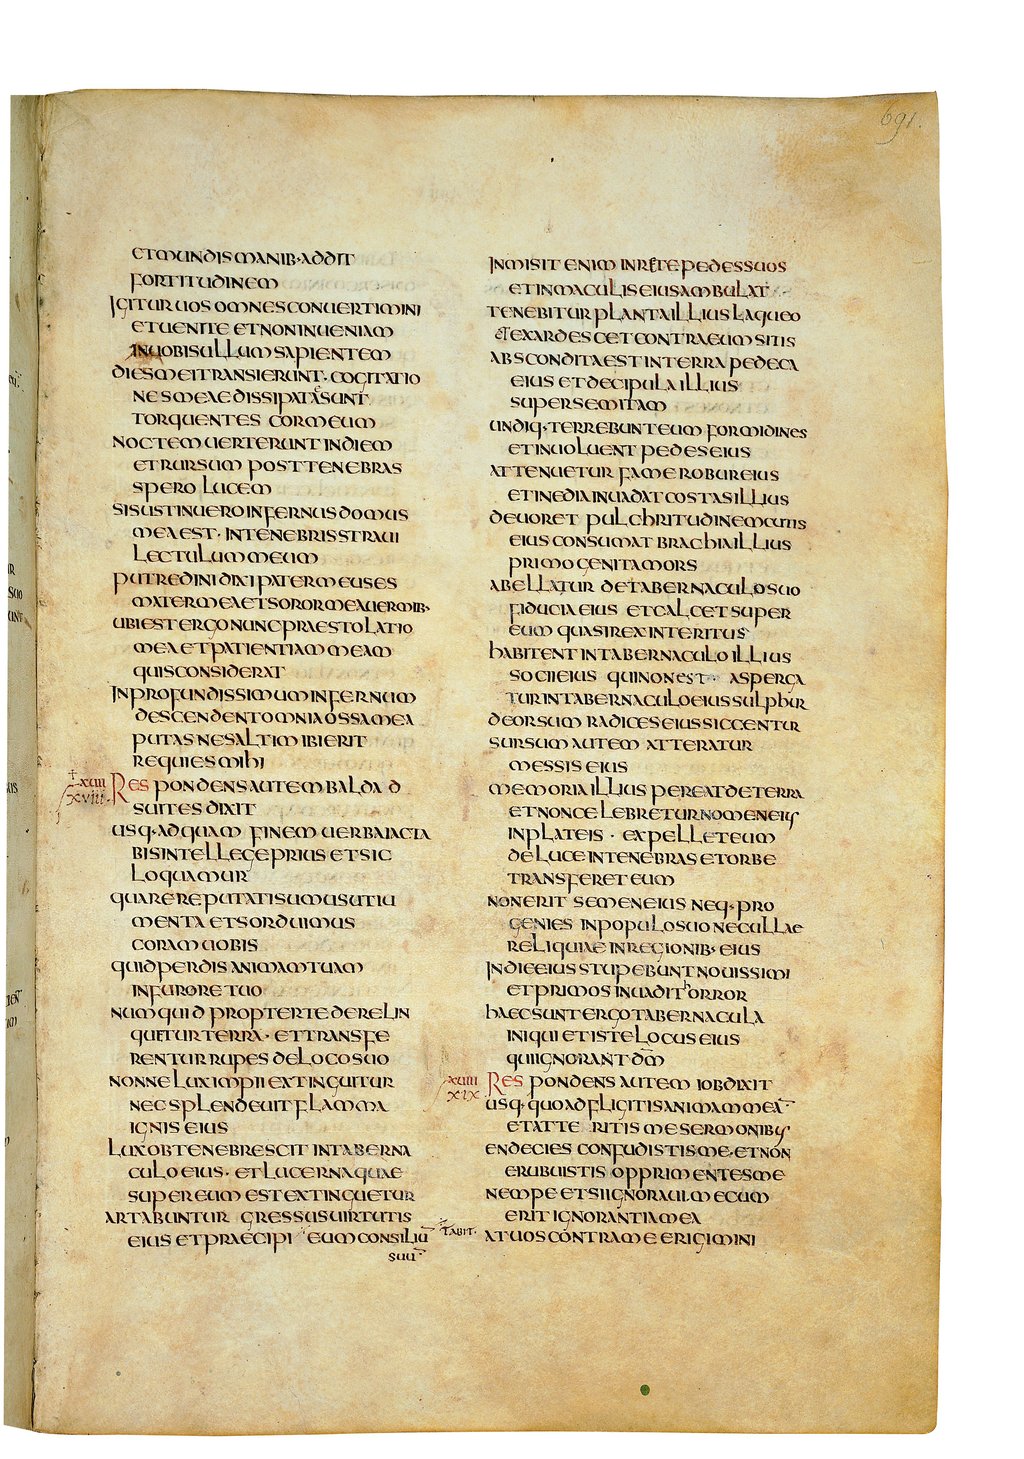 691.
ET MUNDIS MANIB· ADDIT
FORTITUDINEM
IGITUR UOS OMNES CONUERTIMINI
ET UENITE ET NON INUENIAM
IN UOBIS ULLUM SAPIENTEM
DIES MEI TRANSIERUNT · COGITATIO
NES MEAE DISSIPATAE SUNT
TORQUENTES COR MEUM
NOCTEM UERTERUNT IN DIEM
ET RURSUM POST TENEBRAS
SPERO LUCEM
SI SUSTINUERO INFERNUS DOMUS
MEA EST · IN TENEBRIS STRAUI
LECTULUM MEUM
PUTREDINI DIXI PATER MEUS ES
MATER MEA ET SOROR MEA UERMIB·
UBI EST ERGO NUNC PRAESTOLATIO
MEA ET PATIENTIAM MEAM
QUIS CONSIDERAT
IN PROFUNDISSIMUM INFERNUM
DESCENDENT OMNIA OSSA MEA
PUTASNE SALTIM IBI ERIT
REQUIES MIHI
XVIII RESPONDENS AUTEM BALDAD
SUITES DIXIT
USQ· AD QUAM FINEM UERBA IACTA
BIS INTELLEGE PRIUS ET SIC
LOQUAMUR
QUARE REPUTATI SUMUS UT IU
MENTA ET SORDUIMUS
CORAM UOBIS
QUID PERDIS ANIMAM TUAM
IN FURORE TUO
NUMQUID PROPTER TE DERELIN
QUETUR TERRA · ET TRANSFE
RENTUR RUPES DE LOCO SUO
NONNE LUX IMPII EXTINGUITUR
NEC SPLENDEUIT FLAMMA
IGNIS EIUS
LUX OBTENEBRESCIT IN TABERNA
CULO EIUS · ET LUCERNA QUAE
SUPER EUM EST EXTINGUETUR
ARTABUNTUR GRESSUS UIRTUTIS
EIUS ET PRAECIPI EUM CONSILIŪ
TABIT·
SUŪ
IN MISIT ENIM IN RETE PEDES SUOS
ET IN MACULIS EIUS AMBULAT
TENEBITUR PLANTA ILLIUS LAQUEO
ET EXARDESCET CONTRA EUM SITIS
ABSCONDITA EST IN TERRA PEDECA
EIUS ET DECIPULA ILLIUS
SUPER SEMITAM
UNDIQ· TERREBUNT EUM FORMIDINES
ET INUOLUENT PEDES EIUS
ATTENUETUR FAME ROBUR EIUS
ET INEDIA INUADAT COSTAS ILLIUS
DEUORET PULCHRITUDINEM CUTIS
EIUS CONSUMAT BRACHIA ILLIUS
PRIMOGENITA MORS
ABELLATUR DE TABERNACULO SUO
FIDUCIA EIUS ET CALCET SUPER
EUM QUASI REX INTERITUS
HABITENT IN TABERNACULO ILLIUS
SOCII EIUS QUI NON EST · ASPERGA
TUR IN TABERNACULO EIUS SULPHUR
DEORSUM RADICES EIUS SICCENTUR
SURSUM AUTEM ATTERATUR
MESSIS EIUS
MEMORIA ILLIUS PEREAT DE TERRA
ET NON CELEBRETUR NOMEN EIUS
IN PLATEIS · EXPELLET EUM
DE LUCE IN TENEBRAS ET ORBE
TRANSFERET EUM
NON ERIT SEMEN EIUS NEQ· PRO
GENIES IN POPULO SUO NEC ULLAE
RELIQUIAE IN REGIONIB· EIUS
IN DIE EIUS STUPEBUNT NOUISSIMI
ET PRIMOS INUADIT HORROR
HAEC SUNT ERGO TABERNACULA
INIQUI ET ISTE LOCUS EIUS
QUI IGNORANT DM̄
XVIII
XIX RESPONDENS AUTEM IOB DIXIT
USQ· QUO ADFLIGITIS ANIMAM MEĀ
ET ATTERITIS ME SERMONIBUS
EN DECIES CONFUDISTIS ME · ET NON
ERUBUISTIS OPPRIMENTES ME
NEMPE ET SI IGNORAUI MECUM
ERIT IGNORANTIA MEA
AT UOS CONTRA ME ERIGIMINI